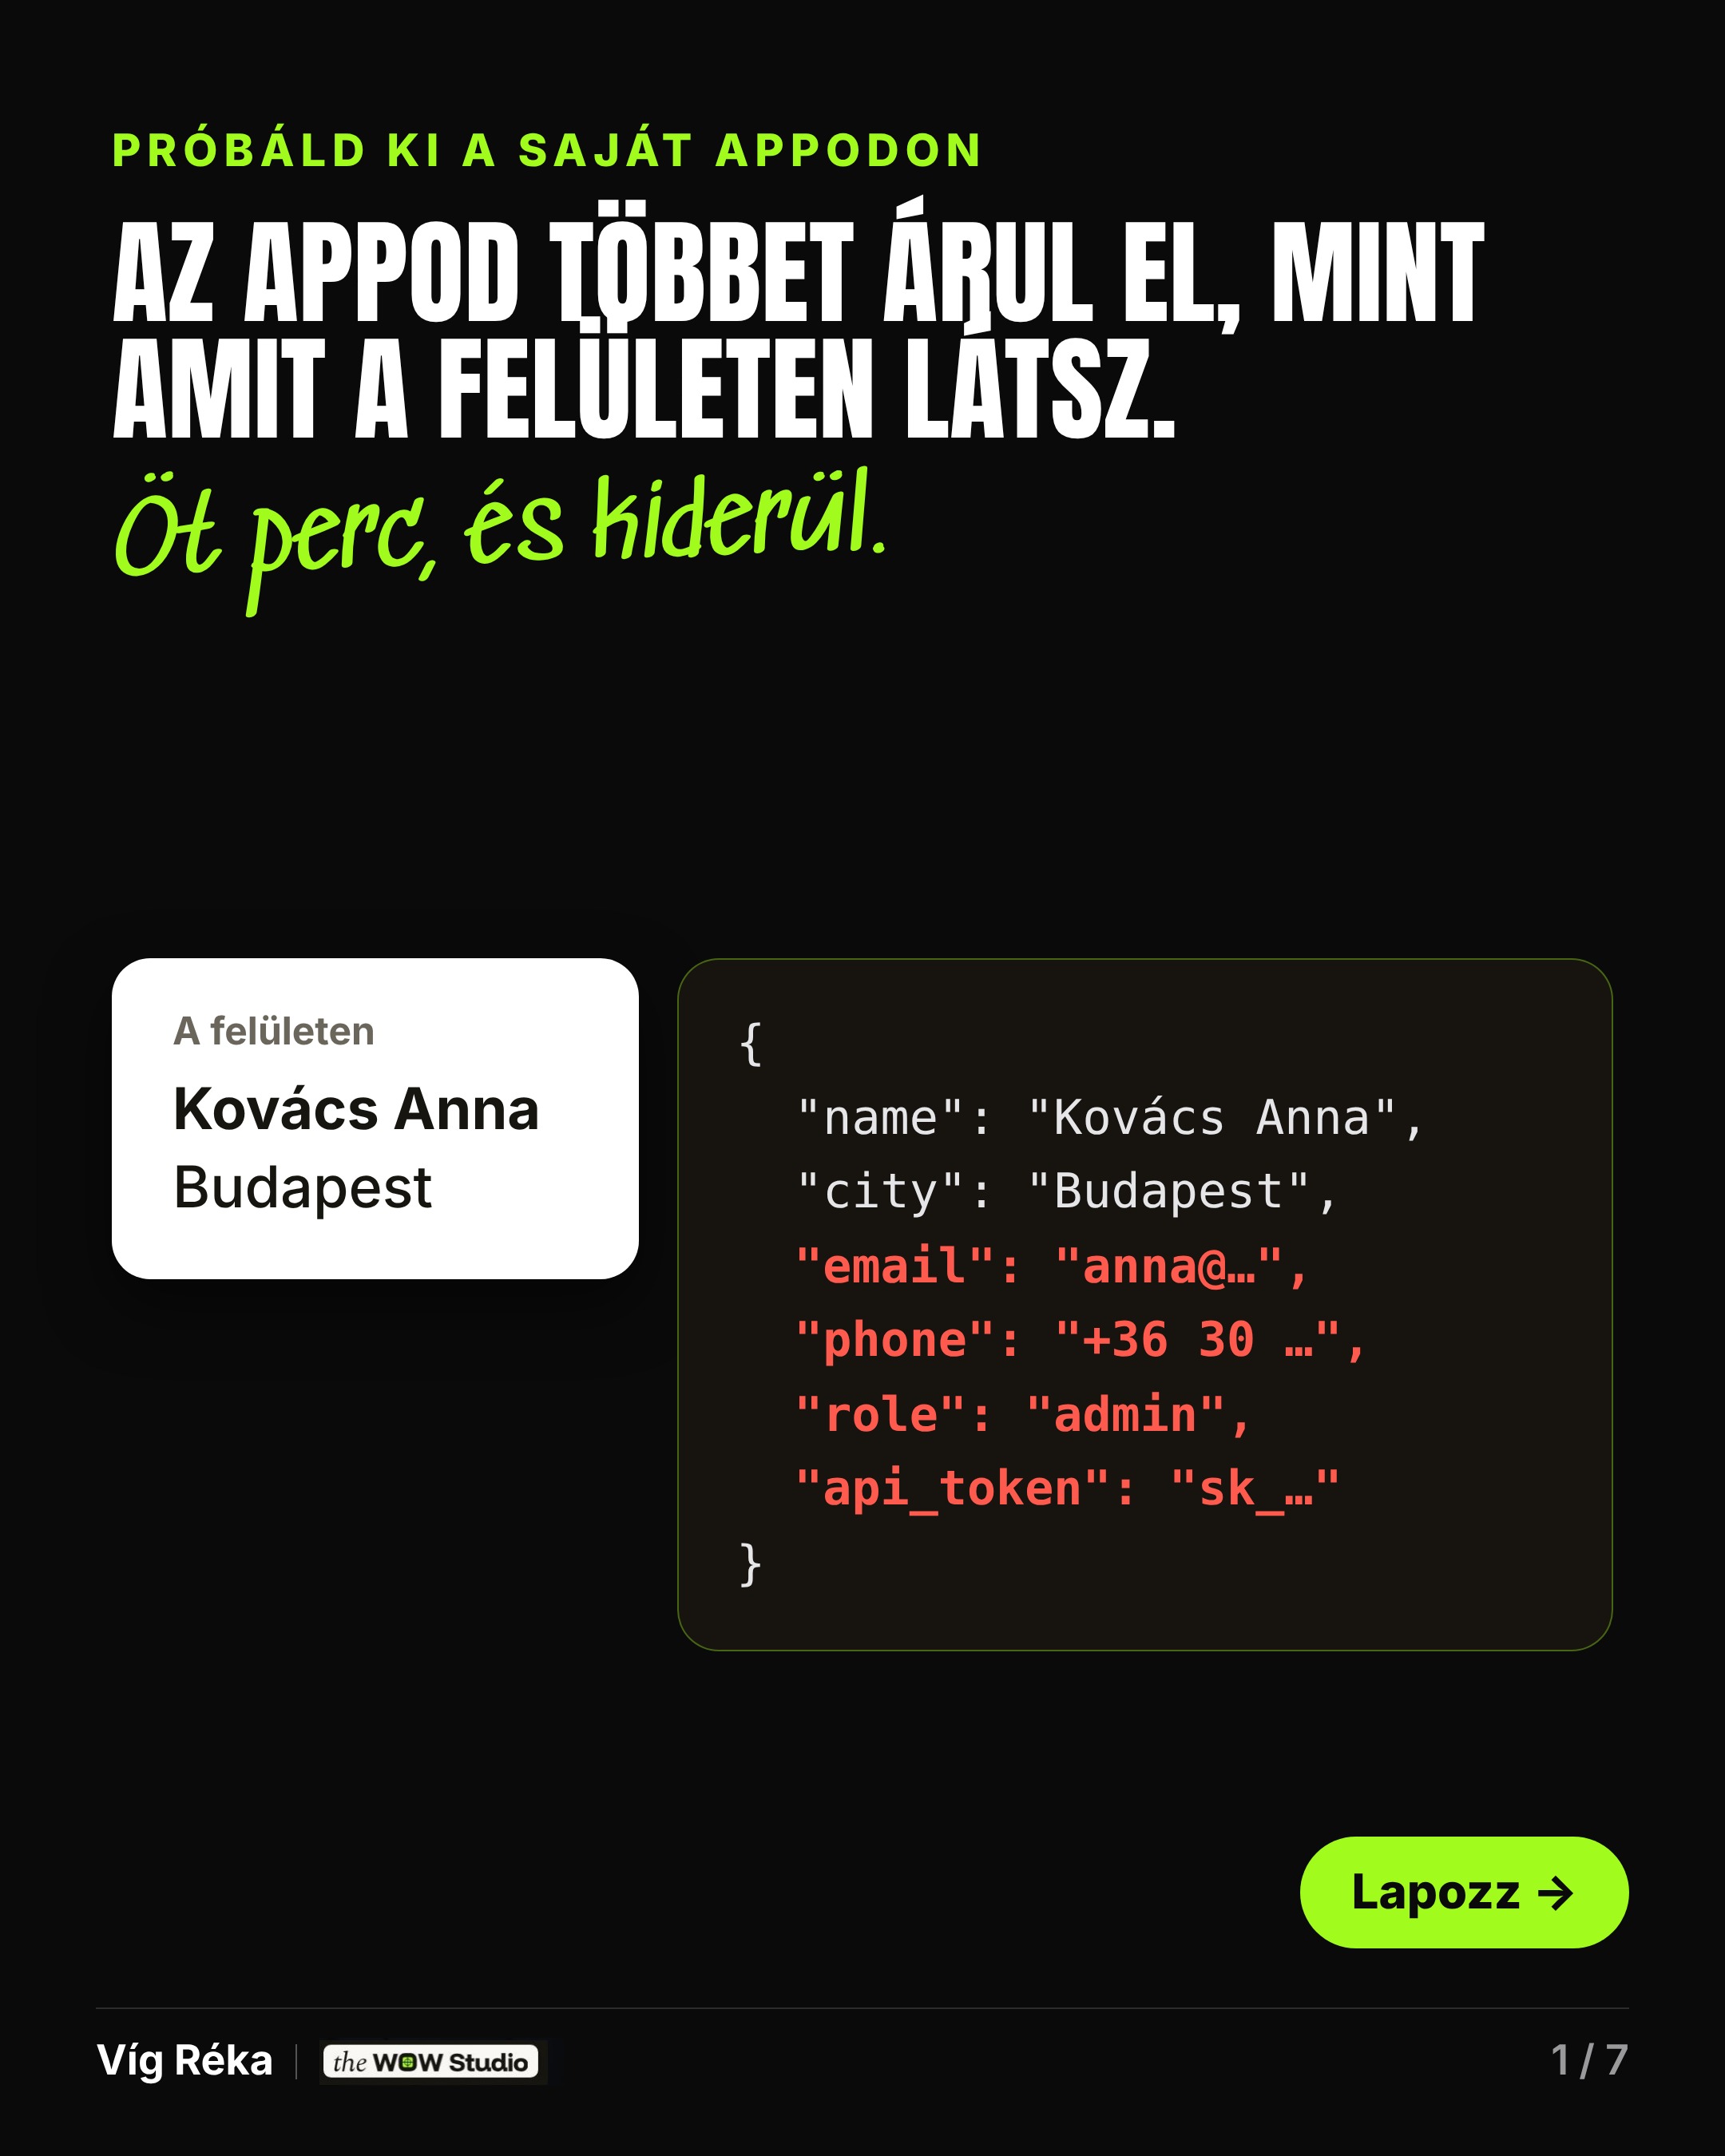 PRÓBÁLD KI A SAJÁT APPODON
AZ APPOD TÖBBET ÁRUL EL, MINT
AMIT A FELÜLETEN LÁTSZ.
Öt perc, és kiderül.
A felületen
Kovács Anna
Budapest
{
"name": "Kovács Anna",
"city": "Budapest",
"email": "anna@…",
"phone": "+36 30 …",
"role": "admin",
"api_token": "sk_…"
}
Lapozz →
Víg Réka
the WOW Studio
1 / 7